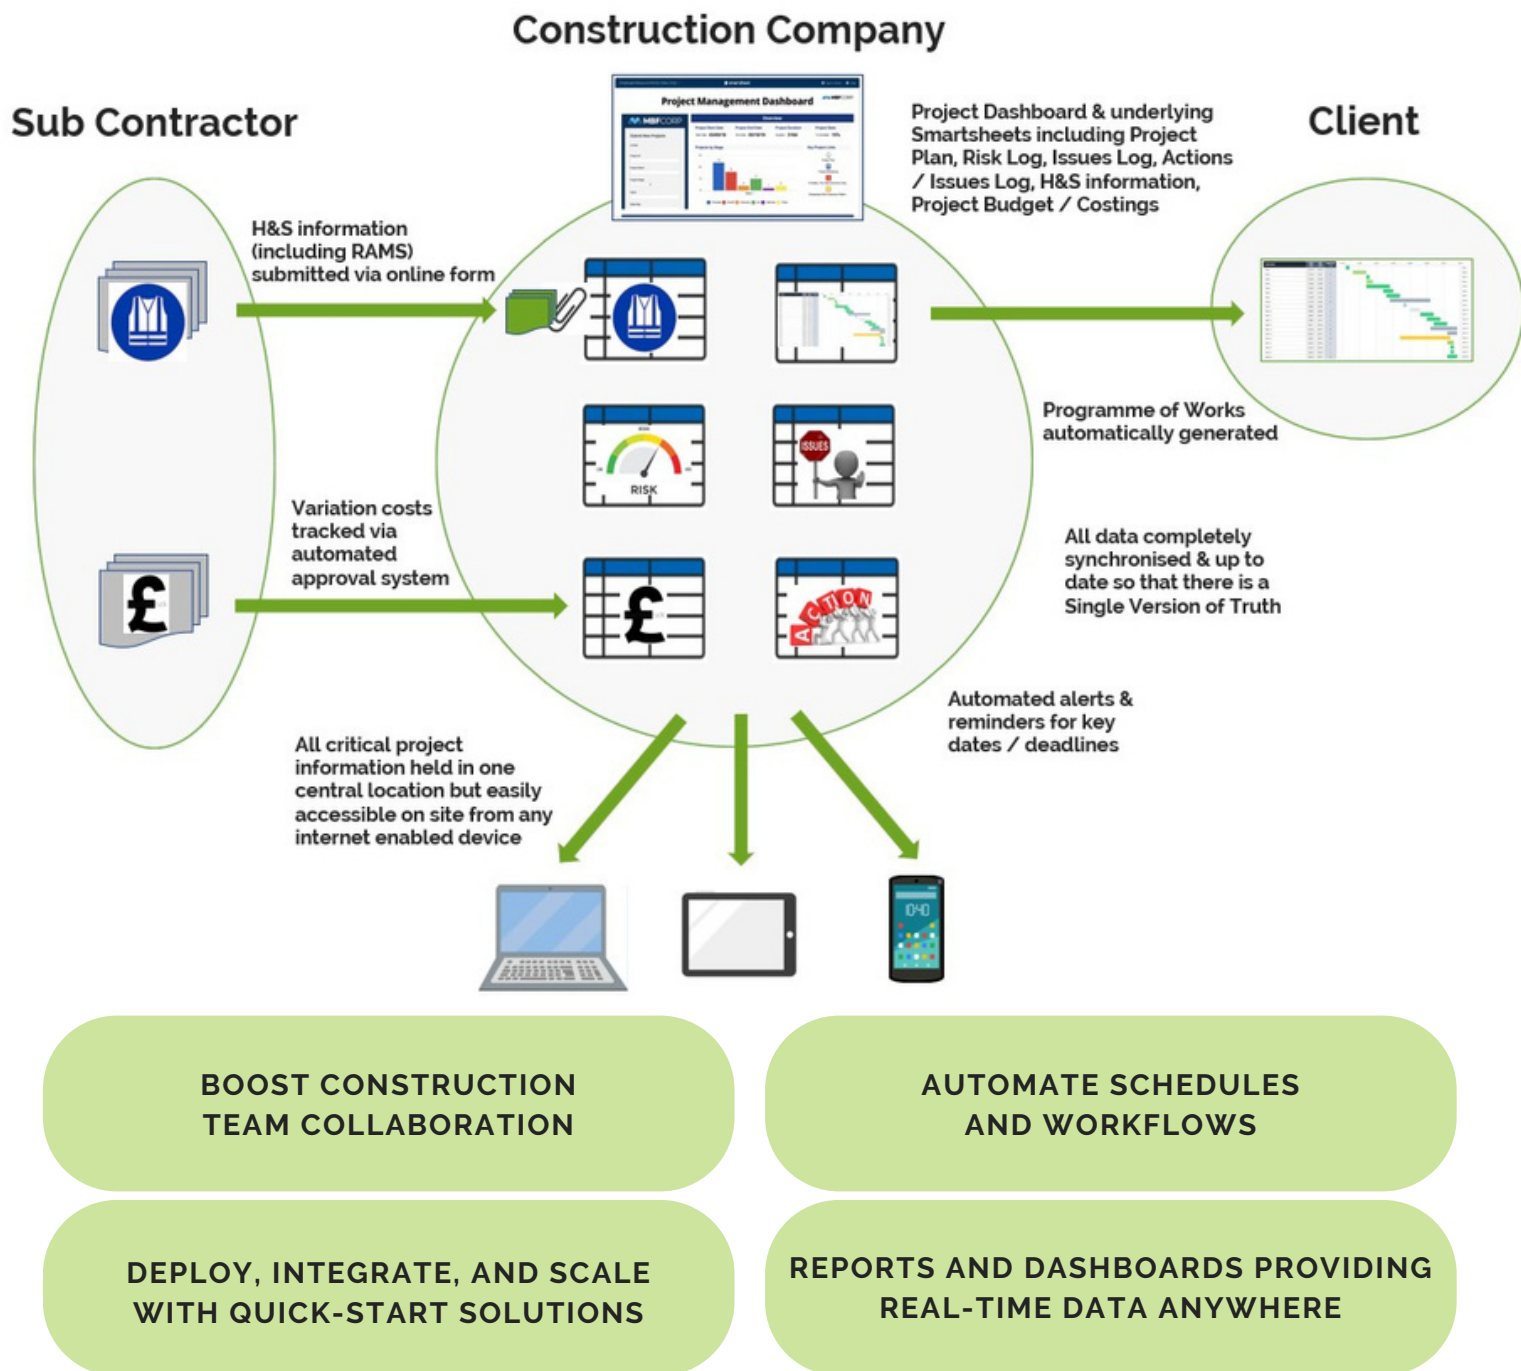 Construction Company
Sub Contractor
Client
Project Management Dashboard
MBFCORP
MBFCORP
Overview
Project Dashboard & underlying
Smartsheets including Project
Plan, Risk Log, Issues Log, Actions
/ Issues Log, H&S information,
Project Budget / Costings
H&S information
(including RAMS)
submitted via online form
Programme of Works
automatically generated
RISK
ISSUES
Variation costs
tracked via
automated
approval system
All data completely
synchronised & up to
date so that there is a
Single Version of Truth
£
£
ACTION
Automated alerts &
reminders for key
dates / deadlines
All critical project
information held in one
central location but easily
accessible on site from any
internet enabled device
10:40
BOOST CONSTRUCTION
TEAM COLLABORATION
AUTOMATE SCHEDULES
AND WORKFLOWS
DEPLOY, INTEGRATE, AND SCALE
WITH QUICK-START SOLUTIONS
REPORTS AND DASHBOARDS PROVIDING
REAL-TIME DATA ANYWHERE